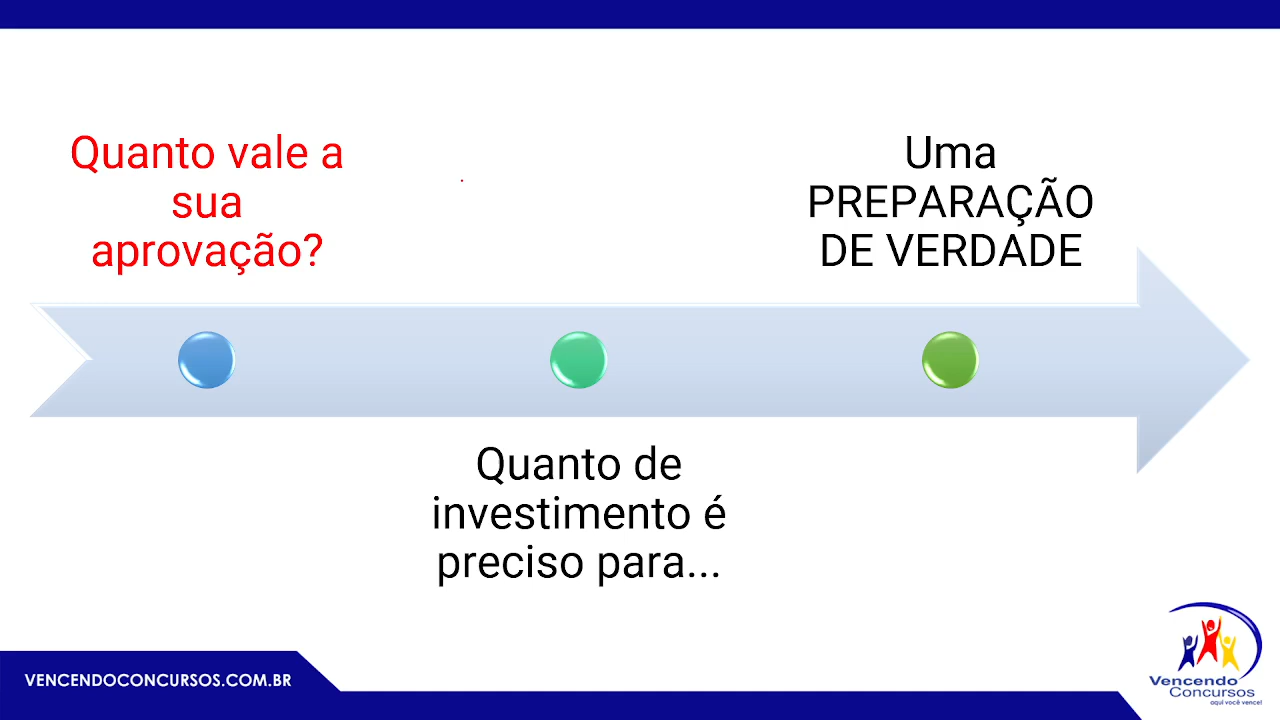 Quanto vale a
sua
aprovação?
Quanto de
investimento é
preciso para...
Uma
PREPARAÇÃO
DE VERDADE
VENCENDOCONCURSOS.COM.BR
Vencendo
Concursos
aqui você vence!